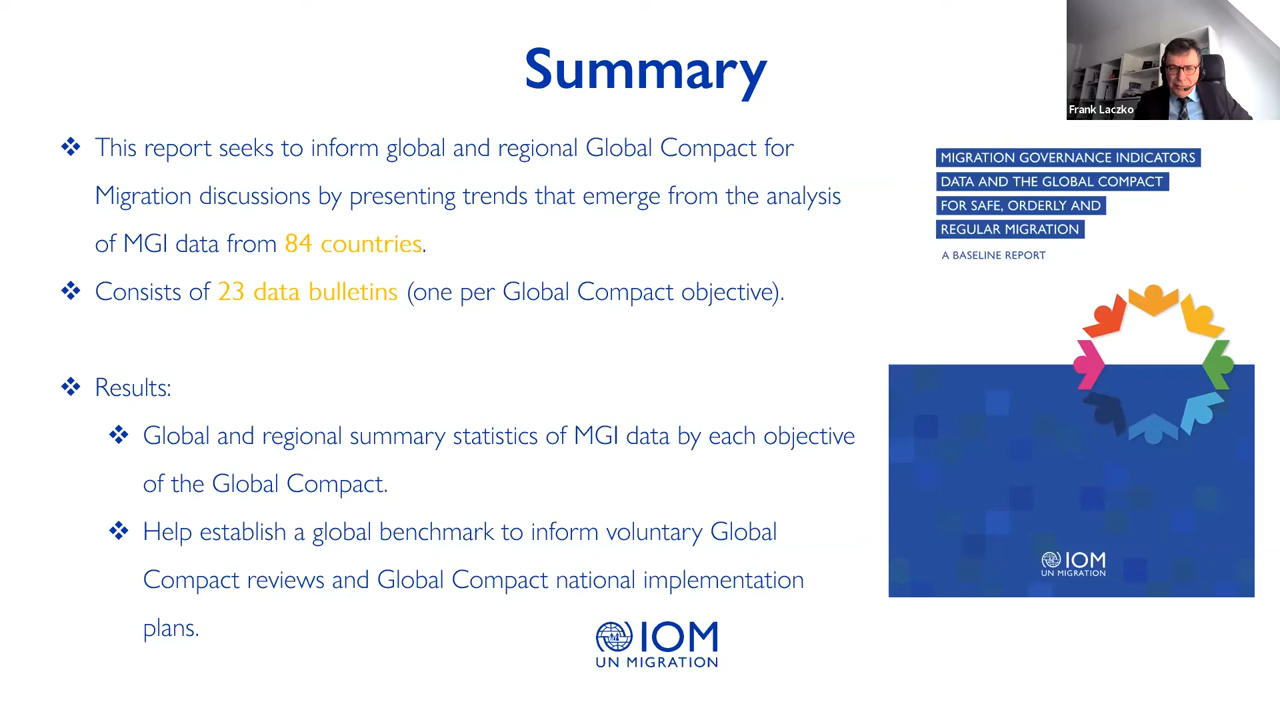 Summary
Frank Laczko
❖ This report seeks to inform global and regional Global Compact for
Migration discussions by presenting trends that emerge from the analysis
of MGI data from 84 countries.
❖ Consists of 23 data bulletins (one per Global Compact objective).
❖ Results:
❖ Global and regional summary statistics of MGI data by each objective
of the Global Compact.
❖ Help establish a global benchmark to inform voluntary Global
Compact reviews and Global Compact national implementation
plans.
MIGRATION GOVERNANCE INDICATORS
DATA AND THE GLOBAL COMPACT
FOR SAFE, ORDERLY AND
REGULAR MIGRATION
A BASELINE REPORT
IOM
UN MIGRATION
IOM
UN MIGRATION